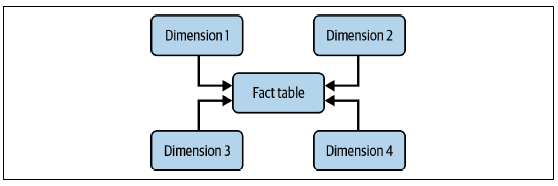 Dimension 1
Dimension 2
Fact table
Dimension 3
Dimension 4